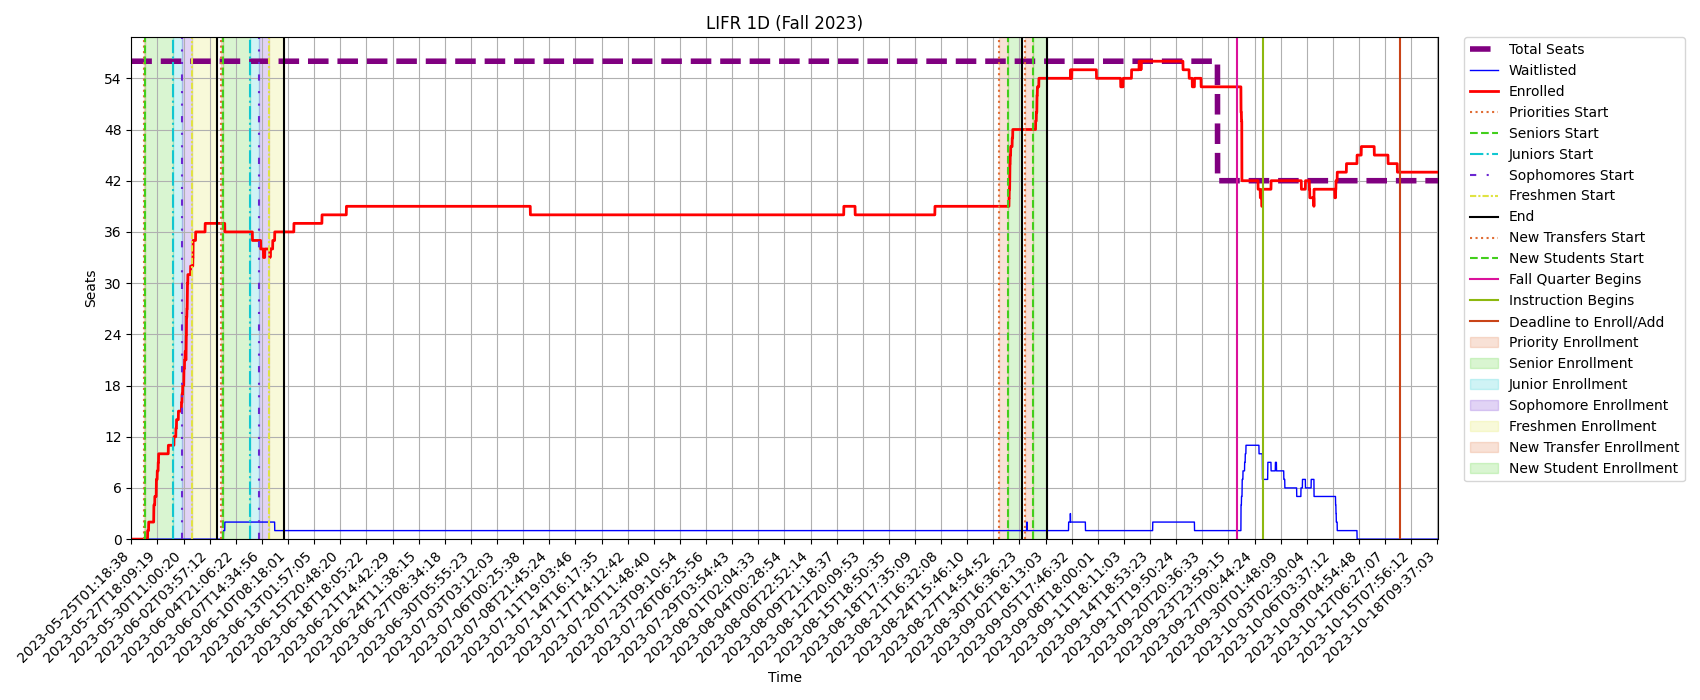 LIFR 1D (Fall 2023)
Seats
54
48
42
36
30
24
18
12
6
0
2023-05-25T01:18:38
2023-05-27T18:09:19
2023-05-30T11:00:20
2023-06-02T03:57:12
2023-06-04T21:06:22
2023-06-07T14:34:56
2023-06-10T08:18:01
2023-06-13T01:57:05
2023-06-15T20:48:20
2023-06-18T18:05:22
2023-06-21T14:42:29
2023-06-24T11:38:15
2023-06-27T08:34:18
2023-06-30T05:55:23
2023-07-03T03:12:03
2023-07-06T00:25:38
2023-07-08T21:45:24
2023-07-11T19:03:46
2023-07-14T16:17:35
2023-07-17T14:12:42
2023-07-20T11:48:40
2023-07-23T09:10:54
2023-07-26T06:25:56
2023-07-29T03:54:43
2023-08-01T02:04:33
2023-08-04T00:28:54
2023-08-06T22:52:14
2023-08-09T21:18:37
2023-08-12T20:09:53
2023-08-15T18:50:35
2023-08-18T17:35:09
2023-08-21T16:32:08
2023-08-24T15:46:10
2023-08-27T14:54:52
2023-08-30T16:36:23
2023-09-02T18:13:03
2023-09-05T17:46:32
2023-09-08T18:00:01
2023-09-11T18:11:03
2023-09-14T18:53:23
2023-09-17T19:50:24
2023-09-20T20:36:33
2023-09-23T23:59:15
2023-09-27T00:44:24
2023-09-30T01:48:09
2023-10-03T02:30:04
2023-10-06T03:37:12
2023-10-09T04:54:48
2023-10-12T06:27:07
2023-10-15T07:56:12
2023-10-18T09:37:03
Time
Total Seats
Waitlisted
Enrolled
Priorities Start
Seniors Start
Juniors Start
Sophomores Start
Freshmen Start
End
New Transfers Start
New Students Start
Fall Quarter Begins
Instruction Begins
Deadline to Enroll/Add
Priority Enrollment
Senior Enrollment
Junior Enrollment
Sophomore Enrollment
Freshmen Enrollment
New Transfer Enrollment
New Student Enrollment